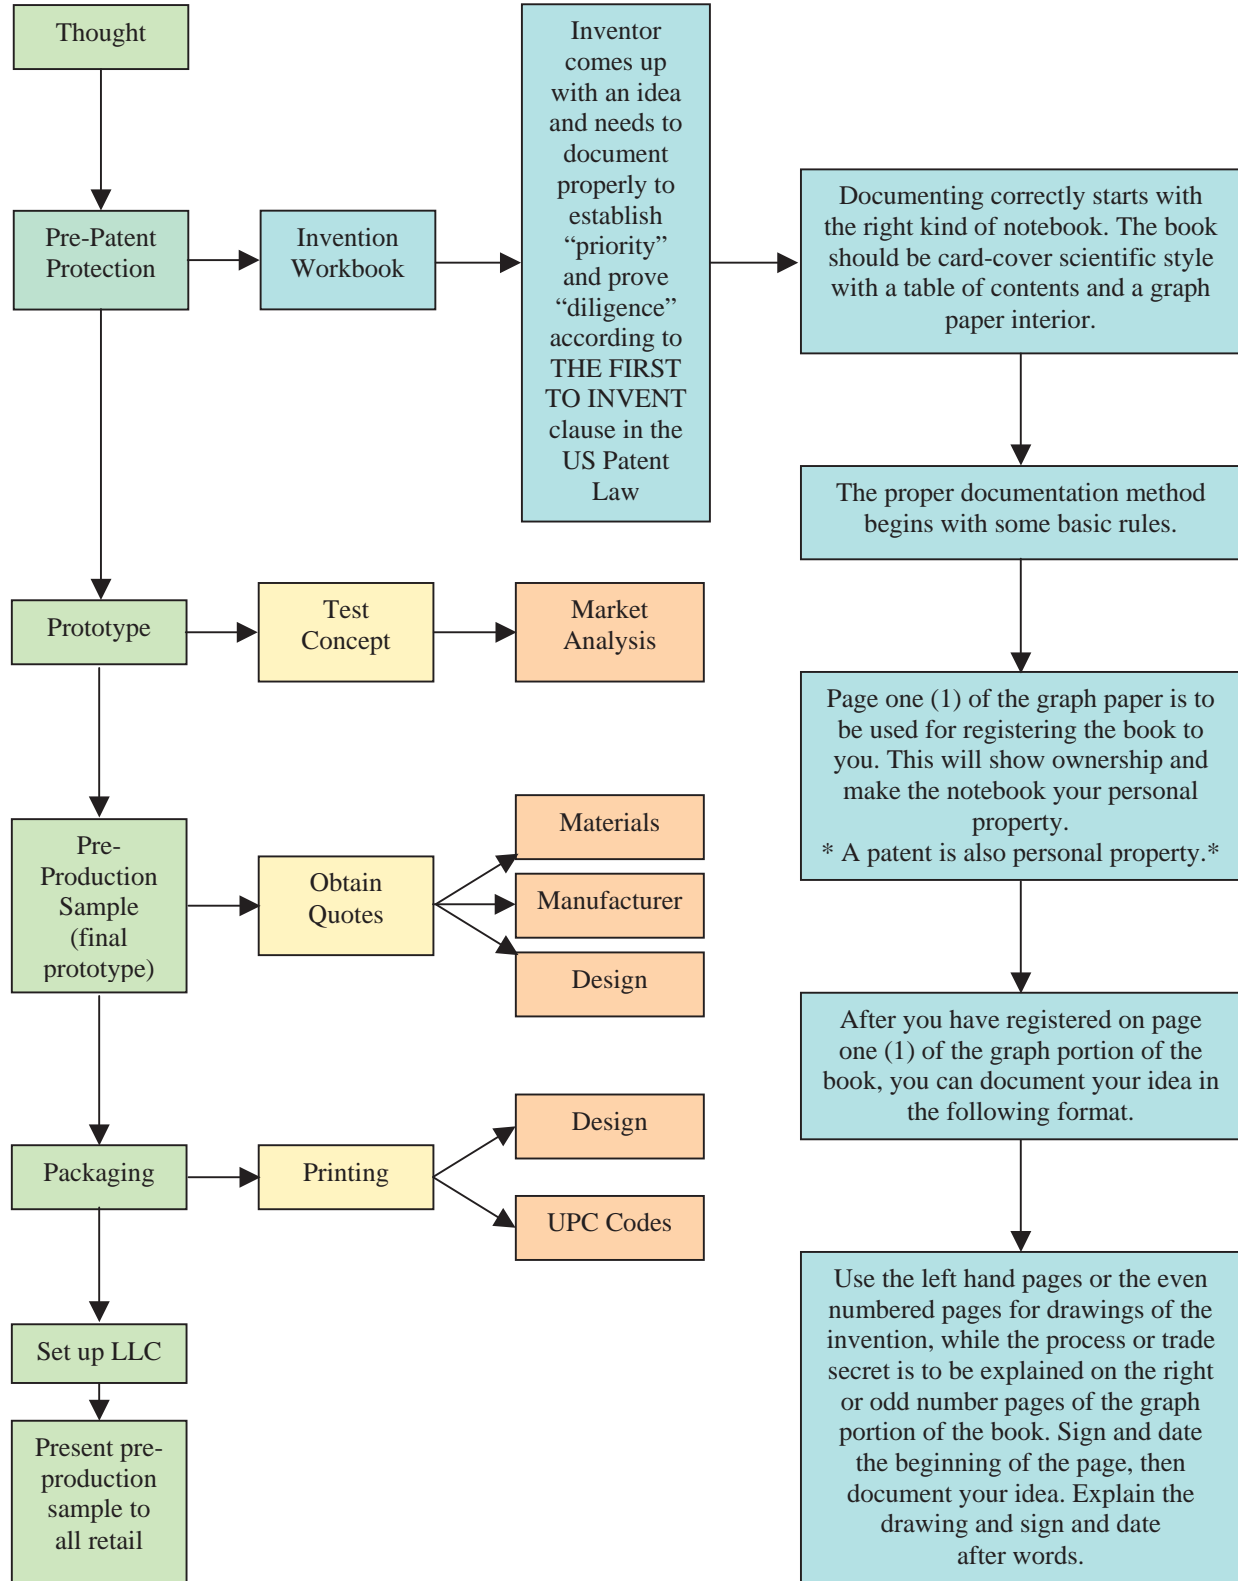 Thought
Pre-Patent
Protection
Invention
Workbook
Inventor
comes up
with an idea
and needs to
document
properly to
establish
“priority”
and prove
“diligence”
according to
THE FIRST
TO INVENT
clause in the
US Patent
Law
Documenting correctly starts with
the right kind of notebook. The book
should be card-cover scientific style
with a table of contents and a graph
paper interior.
The proper documentation method
begins with some basic rules.
Page one (1) of the graph paper is to
be used for registering the book to
you. This will show ownership and
make the notebook your personal
property.
* A patent is also personal property.*
After you have registered on page
one (1) of the graph portion of the
book, you can document your idea in
the following format.
Use the left hand pages or the even
numbered pages for drawings of the
invention, while the process or trade
secret is to be explained on the right
or odd number pages of the graph
portion of the book. Sign and date
the beginning of the page, then
document your idea. Explain the
drawing and sign and date
after words.
Prototype
Test
Concept
Market
Analysis
Pre-
Production
Sample
(final
prototype)
Obtain
Quotes
Materials
Manufacturer
Design
Packaging
Printing
Design
UPC Codes
Set up LLC
Present pre-
production
sample to
all retail